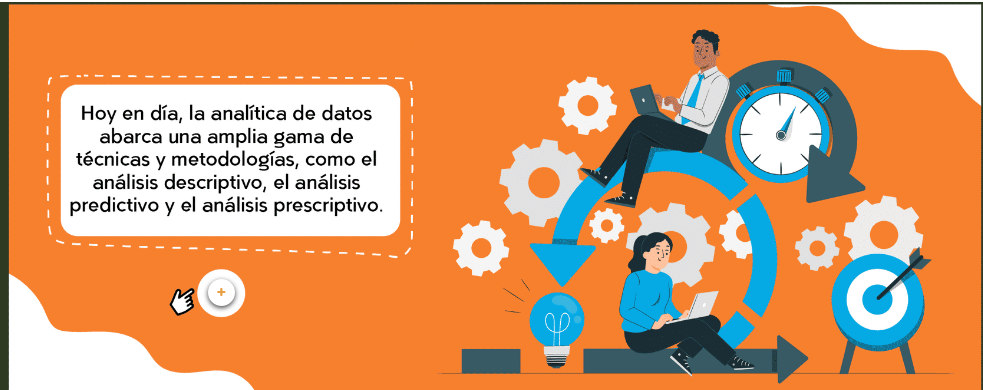 Hoy en día, la analítica de datos
abarca una amplia gama de
técnicas y metodologías, como el
análisis descriptivo, el análisis
predictivo y el análisis prescriptivo.
+